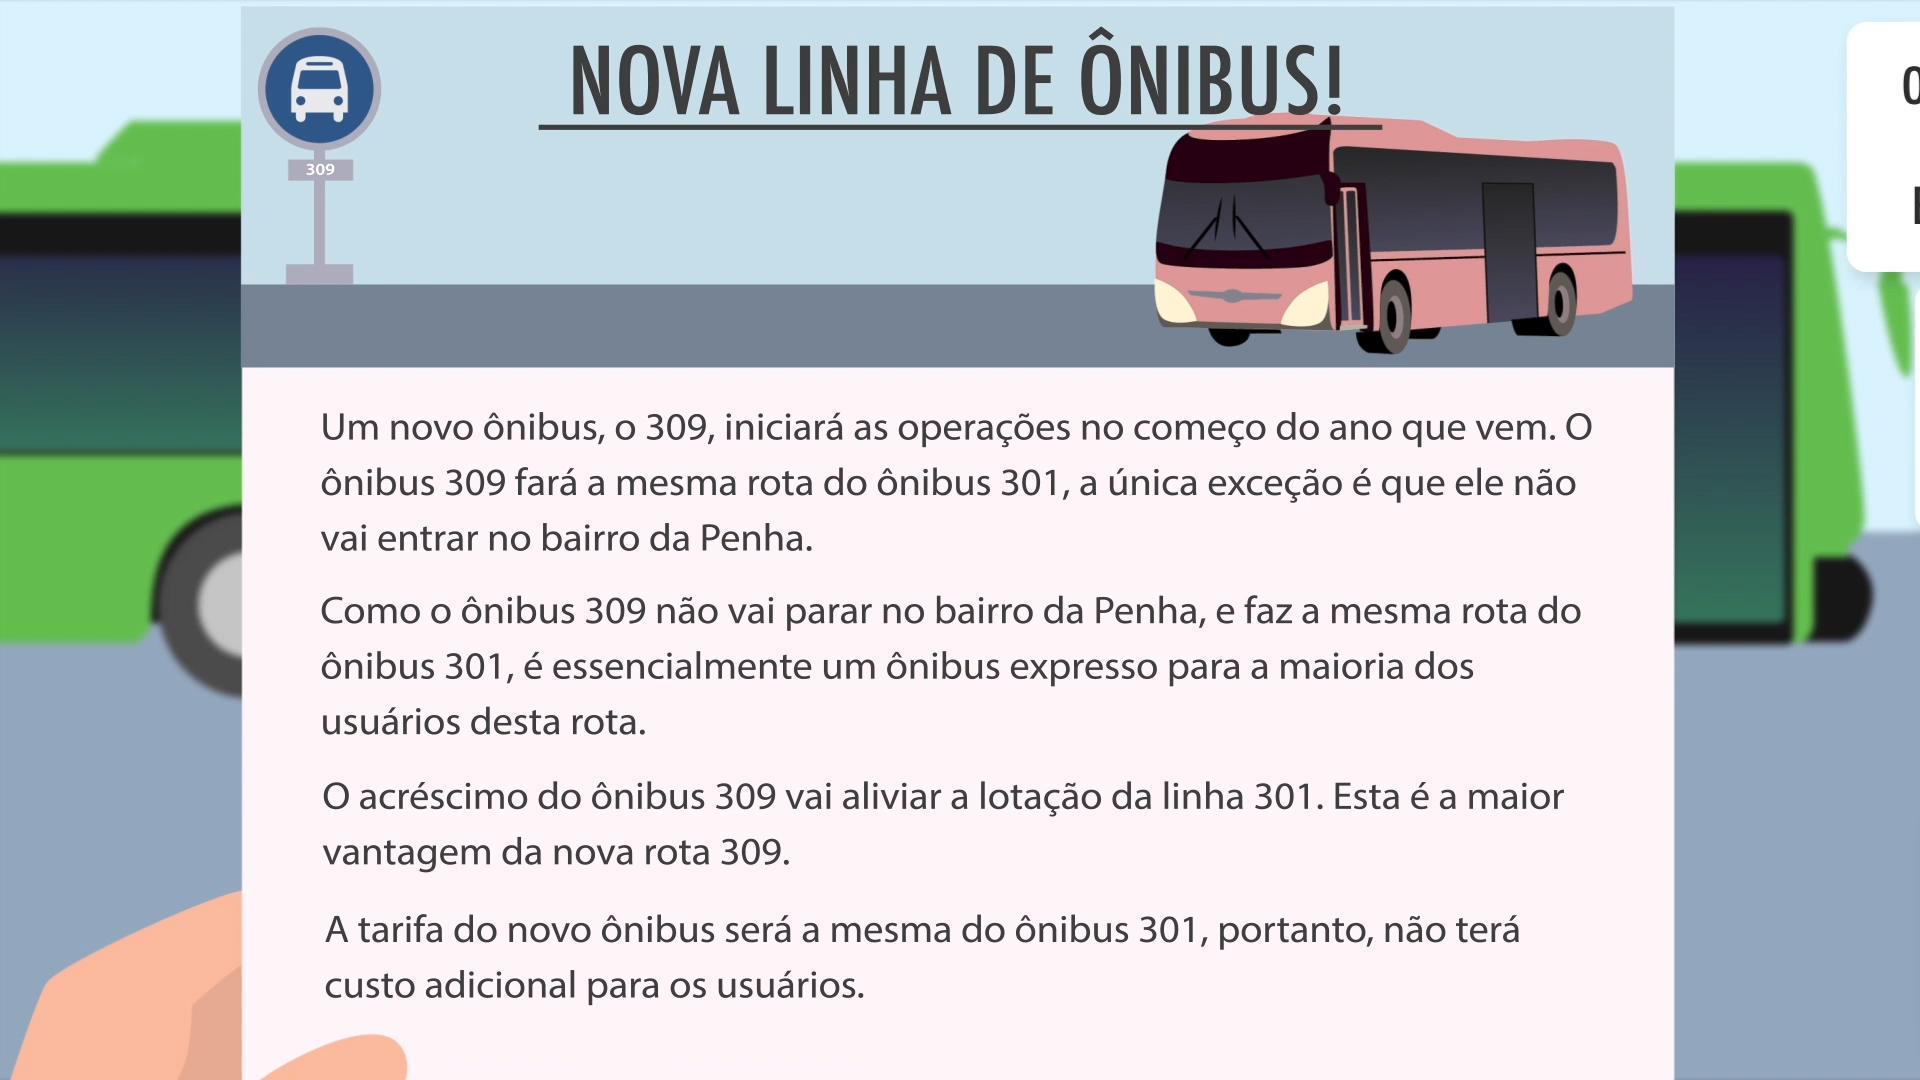 NOVA LINHA DE ÔNIBUS!
309
Um novo ônibus, o 309, iniciará as operações no começo do ano que vem. O
ônibus 309 fará a mesma rota do ônibus 301, a única exceção é que ele não
vai entrar no bairro da Penha.
Como o ônibus 309 não vai parar no bairro da Penha, e faz a mesma rota do
ônibus 301, é essencialmente um ônibus expresso para a maioria dos
usuários desta rota.
O acréscimo do ônibus 309 vai aliviar a lotação da linha 301. Esta é a maior
vantagem da nova rota 309.
A tarifa do novo ônibus será a mesma do ônibus 301, portanto, não terá
custo adicional para os usuários.